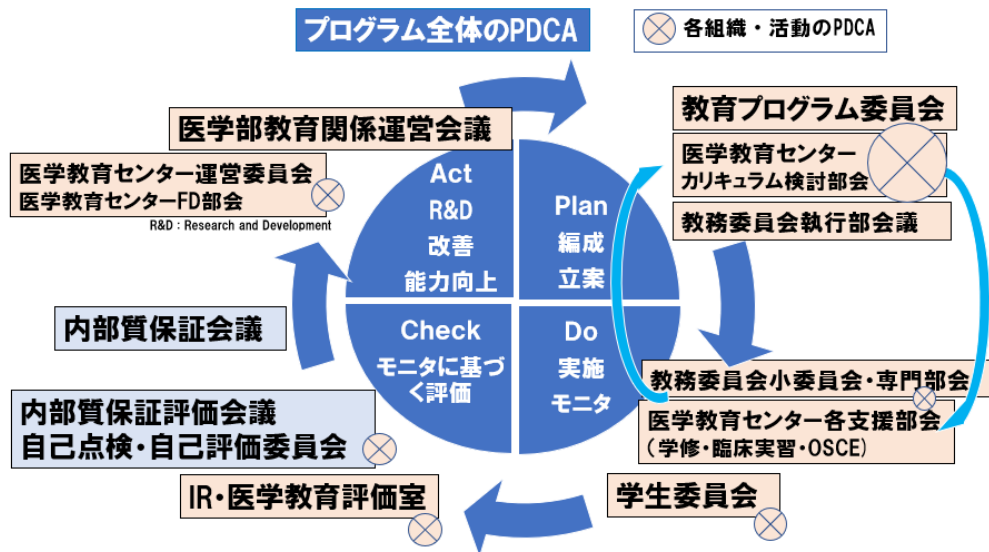 プログラム全体のPDCA
各組織・活動のPDCA
医学部教育関係運営会議
医学教育センター運営委員会
医学教育センターFD部会
R&D：Research and Development
教育プログラム委員会
医学教育センター
カリキュラム検討部会
教務委員会執行部会議
Act
R&D
改善
能力向上
Plan
編成
立案
Check
モニタに基づ
く評価
Do
実施
モニタ
内部質保証会議
内部質保証評価会議
自己点検・自己評価委員会
教務委員会小委員会・専門部会
医学教育センター各支援部会
（学修・臨床実習・OSCE）
IR・医学教育評価室
学生委員会